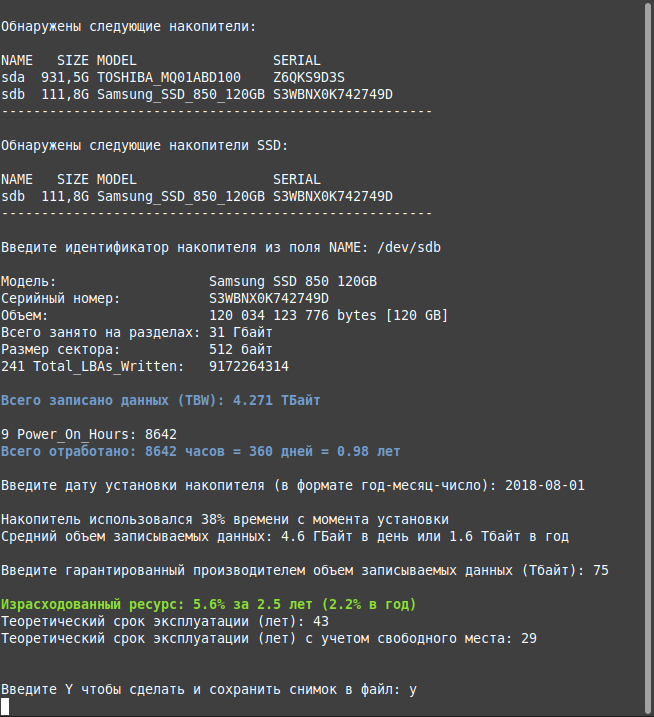 Обнаружены следующие накопители:
NAME   SIZE MODEL                 SERIAL
sda  931,5G TOSHIBA_MQ01ABD100    Z6QKS9D3S
sdb  111,8G Samsung_SSD_850_120GB S3WBNX0K742749D
------------------------------------------------------
Обнаружены следующие накопители SSD:
NAME   SIZE MODEL                 SERIAL
sdb  111,8G Samsung_SSD_850_120GB S3WBNX0K742749D
------------------------------------------------------
Введите идентификатор накопителя из поля NAME: /dev/sdb
Модель:                   Samsung SSD 850 120GB
Серийный номер:           S3WBNX0K742749D
Объем:                    120 034 123 776 bytes [120 GB]
Всего занято на разделах: 31 Гбайт
Размер сектора:           512 байт
241 Total_LBAs_Written:   9172264314
Всего записано данных (TBW): 4.271 ТБайт
9 Power_On_Hours: 8642
Всего отработано: 8642 часов = 360 дней = 0.98 лет
Введите дату установки накопителя (в формате год-месяц-число): 2018-08-01
Накопитель использовался 38% времени с момента установки
Средний объем записываемых данных: 4.6 ГБайт в день или 1.6 Тбайт в год
Введите гарантированный производителем объем записываемых данных (Тбайт): 75
Израсходованный ресурс: 5.6% за 2.5 лет (2.2% в год)
Теоретический срок эксплуатации (лет): 43
Теоретический срок эксплуатации (лет) с учетом свободного места: 29
Введите Y чтобы сделать и сохранить снимок в файл: y